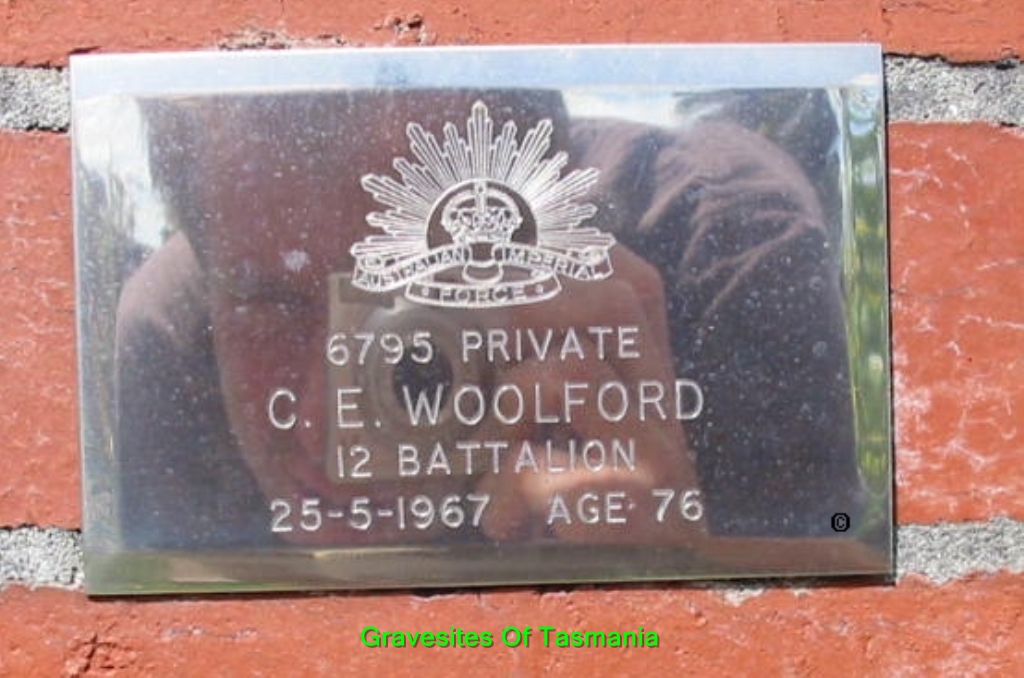 AUSTRALIAN IMPERIAL
FORCE
6795 PRIVATE
C. E. WOOLFORD
12 BATTALION
25-5-1967 AGE 76
©
Gravesites Of Tasmania